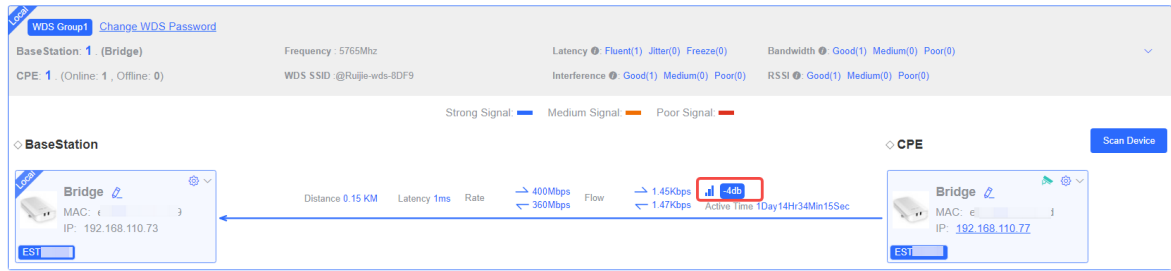 Local
WDS Group1 Change WDS Password
BaseStation: 1 . (Bridge) Frequency : 5765Mhz Latency : Fluent(1) Jitter(0) Freeze(0) Bandwidth : Good(1) Medium(0) Poor(0)
CPE: 1 . (Online: 1 , Offline: 0) WDS SSID :@Ruijie-wds-8DF9 Interference : Good(1) Medium(0) Poor(0) RSSI : Good(1) Medium(0) Poor(0)
Strong Signal: Medium Signal: Poor Signal:
BaseStation CPE Scan Device
Local
Bridge
MAC: 9
IP: 192.168.110.73
EST
Distance 0.15 KM Latency 1ms Rate 400Mbps 360Mbps Flow 1.45Kbps 1.47Kbps -4db
Active Time 1Day14Hr34Min15Sec
Bridge
MAC: e
IP: 192.168.110.77
EST